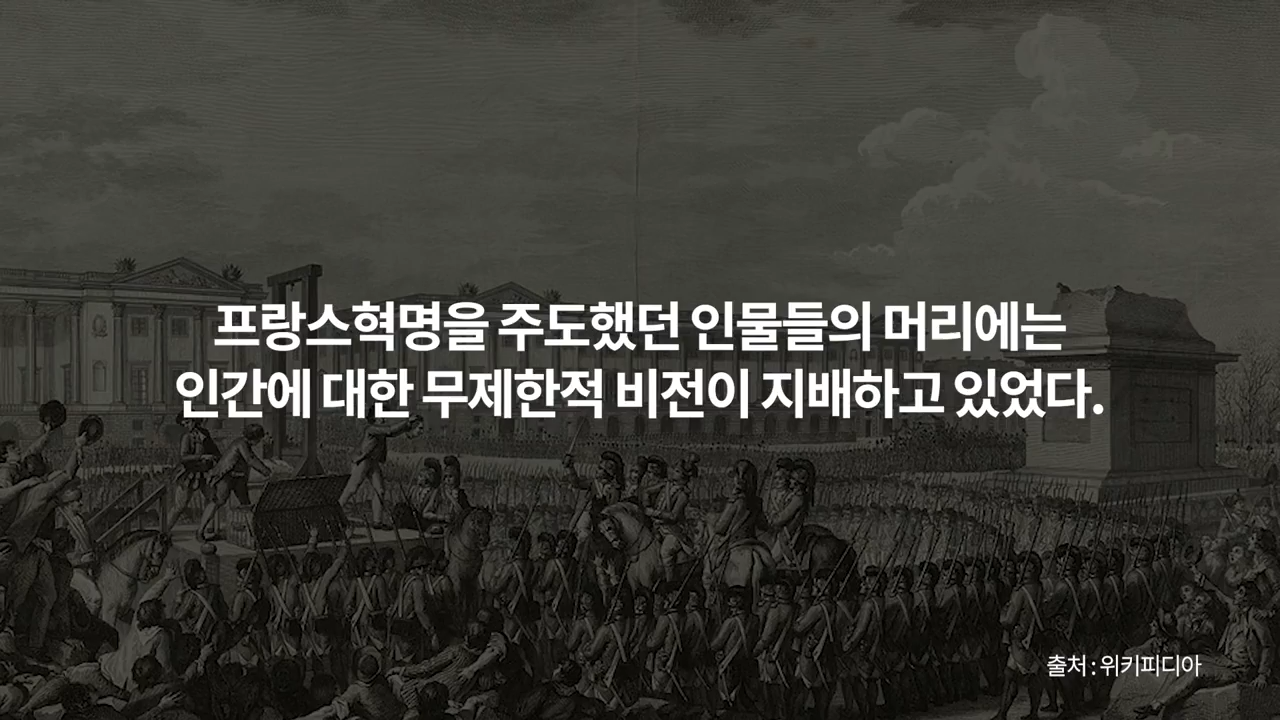 프랑스혁명을 주도했던 인물들의 머리에는
인간에 대한 무제한적 비전이 지배하고 있었다.
출처 : 위키피디아